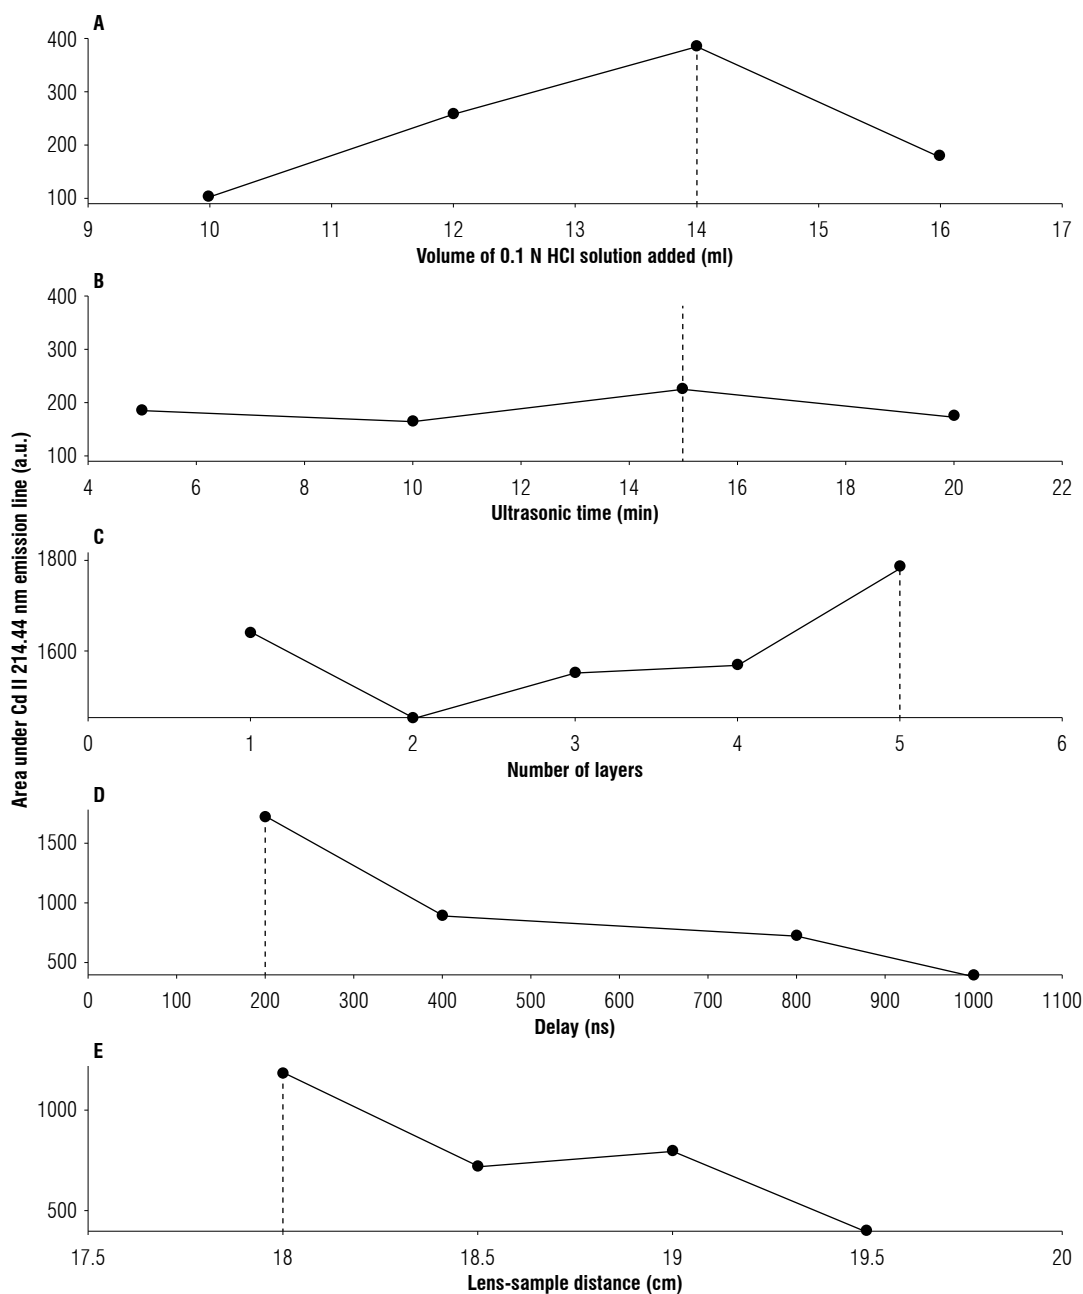 Area under Cd II 214.44 nm emission line (a.u.)
A
400
300
200
100
9 10 11 12 13 14 15 16 17
Volume of 0.1 N HCl solution added (ml)
B
400
300
200
100
4 6 8 10 12 14 16 18 20 22
Ultrasonic time (min)
C
1800
1600
0 1 2 3 4 5 6
Number of layers
D
1500
1000
500
0 100 200 300 400 500 600 700 800 900 1000 1100
Delay (ns)
E
1000
500
17.5 18 18.5 19 19.5 20
Lens-sample distance (cm)